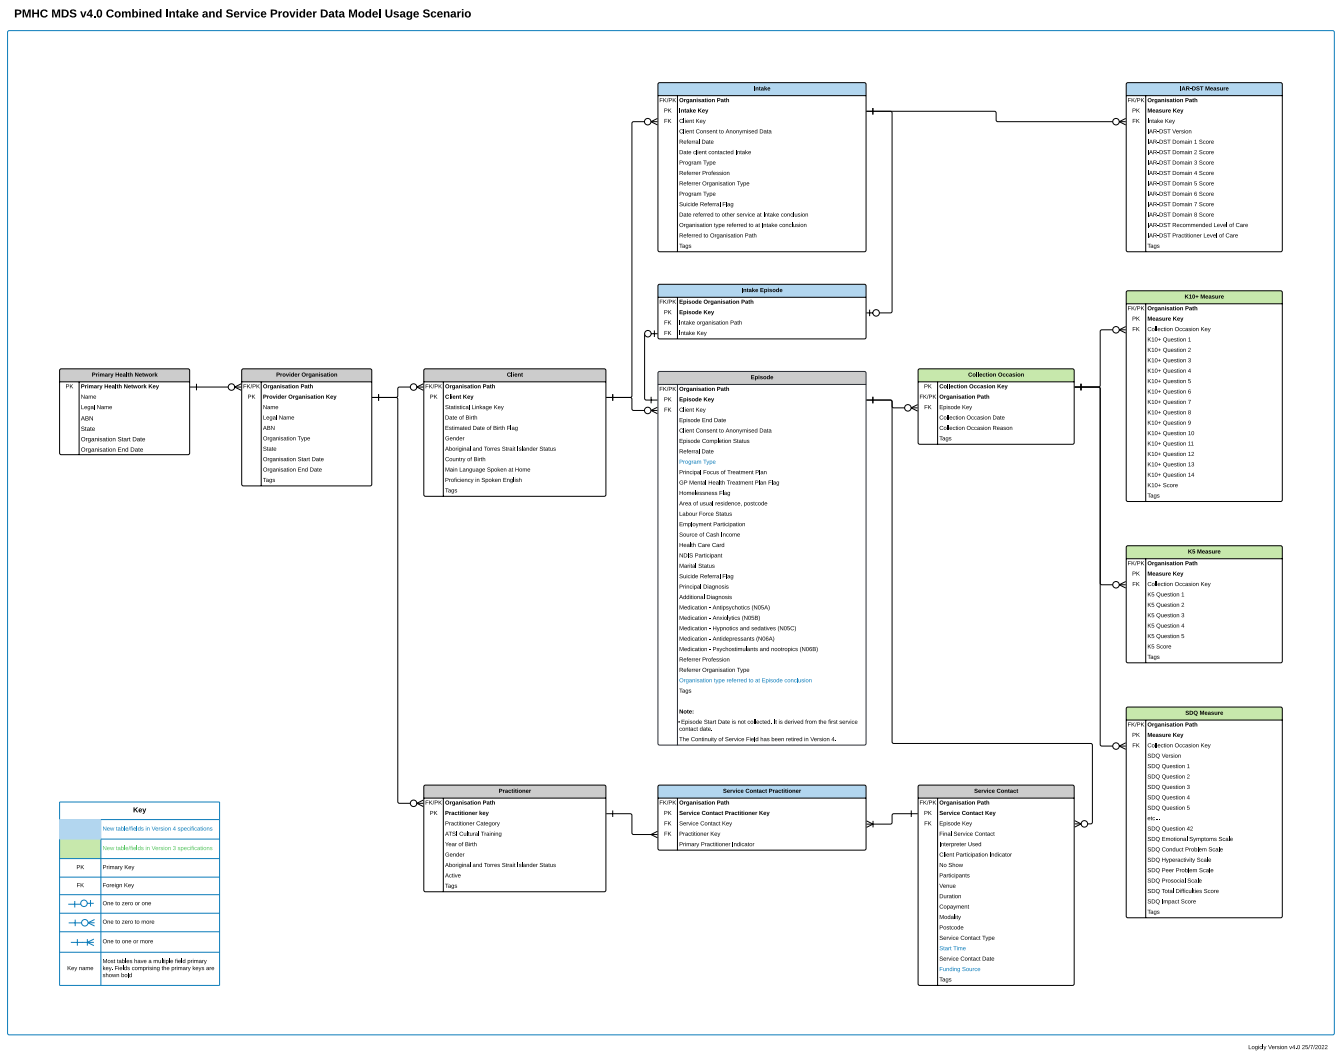 PMHC MDS v4.0 Combined Intake and Service Provider Data Model Usage Scenario
Intake
FK/PK Organisation Path
PK Intake Key
FK Client Key
Client Consent to Anonymised Data
Referral Date
Date client contacted Intake
Program Type
Referrer Profession
Referrer Organisation Type
Program Type
Suicide Referral Flag
Date referred to other service at Intake conclusion
Organisation type referred to at Intake conclusion
Referred to Organisation Path
Tags
IAR-DST Measure
FK/PK Organisation Path
PK Measure Key
FK Intake Key
IAR-DST Version
IAR-DST Domain 1 Score
IAR-DST Domain 2 Score
IAR-DST Domain 3 Score
IAR-DST Domain 4 Score
IAR-DST Domain 5 Score
IAR-DST Domain 6 Score
IAR-DST Domain 7 Score
IAR-DST Domain 8 Score
IAR-DST Recommended Level of Care
IAR-DST Practitioner Level of Care
Tags
Intake Episode
FK/PK Episode Organisation Path
PK Episode Key
FK Intake organisation Path
FK Intake Key
K10+ Measure
FK/PK Organisation Path
PK Measure Key
FK Collection Occasion Key
K10+ Question 1
K10+ Question 2
K10+ Question 3
K10+ Question 4
K10+ Question 5
K10+ Question 6
K10+ Question 7
K10+ Question 8
K10+ Question 9
K10+ Question 10
K10+ Question 11
K10+ Question 12
K10+ Question 13
K10+ Question 14
K10+ Score
Tags
Primary Health Network
PK Primary Health Network Key
Name
Legal Name
ABN
State
Organisation Start Date
Organisation End Date
Provider Organisation
FK/PK Organisation Path
PK Provider Organisation Key
Name
Legal Name
ABN
Organisation Type
State
Organisation Start Date
Organisation End Date
Tags
Client
FK/PK Organisation Path
PK Client Key
Statistical Linkage Key
Date of Birth
Estimated Date of Birth Flag
Gender
Aboriginal and Torres Strait Islander Status
Country of Birth
Main Language Spoken at Home
Proficiency in Spoken English
Tags
Episode
FK/PK Organisation Path
PK Episode Key
FK Client Key
Episode End Date
Client Consent to Anonymised Data
Episode Completion Status
Referral Date
Program Type
Principal Focus of Treatment Plan
GP Mental Health Treatment Plan Flag
Homelessness Flag
Area of usual residence, postcode
Labour Force Status
Employment Participation
Source of Cash Income
Health Care Card
NDIS Participant
Marital Status
Suicide Referral Flag
Principal Diagnosis
Additional Diagnosis
Medication - Antipsychotics (N05A)
Medication - Anxiolytics (N05B)
Medication - Hypnotics and sedatives (N05C)
Medication - Antidepressants (N06A)
Medication - Psychostimulants and nootropics (N06B)
Referrer Profession
Referrer Organisation Type
Organisation type referred to at Episode conclusion
Tags
Note:
• Episode Start Date is not collected. It is derived from the first service
contact date.
The Continuity of Service Field has been retired in Version 4.
Collection Occasion
PK Collection Occasion Key
FK/PK Organisation Path
FK Episode Key
Collection Occasion Date
Collection Occasion Reason
Tags
K5 Measure
FK/PK Organisation Path
PK Measure Key
FK Collection Occasion Key
K5 Question 1
K5 Question 2
K5 Question 3
K5 Question 4
K5 Question 5
K5 Score
Tags
SDQ Measure
FK/PK Organisation Path
PK Measure Key
FK Collection Occasion Key
SDQ Version
SDQ Question 1
SDQ Question 2
SDQ Question 3
SDQ Question 4
SDQ Question 5
etc...
SDQ Question 42
SDQ Emotional Symptoms Scale
SDQ Conduct Problem Scale
SDQ Hyperactivity Scale
SDQ Peer Problem Scale
SDQ Prosocial Scale
SDQ Total Difficulties Score
SDQ Impact Score
Tags
Practitioner
FK/PK Organisation Path
PK Practitioner key
Practitioner Category
ATSI Cultural Training
Year of Birth
Gender
Aboriginal and Torres Strait Islander Status
Active
Tags
Service Contact Practitioner
FK/PK Organisation Path
PK Service Contact Practitioner Key
FK Service Contact Key
FK Practitioner Key
Primary Practitioner Indicator
Service Contact
FK/PK Organisation Path
PK Service Contact Key
FK Episode Key
Final Service Contact
Interpreter Used
Client Participation Indicator
No Show
Participants
Venue
Duration
Copayment
Modality
Postcode
Service Contact Type
Start Time
Service Contact Date
Funding Source
Tags
Key
New table/fields in Version 4 specifications
New table/fields in Version 3 specifications
PK Primary Key
FK Foreign Key
One to zero or one
One to zero to more
One to one or more
Key name Most tables have a multiple field primary
key. Fields comprising the primary keys are
shown bold
Logicly Version v4.0 25/7/2022